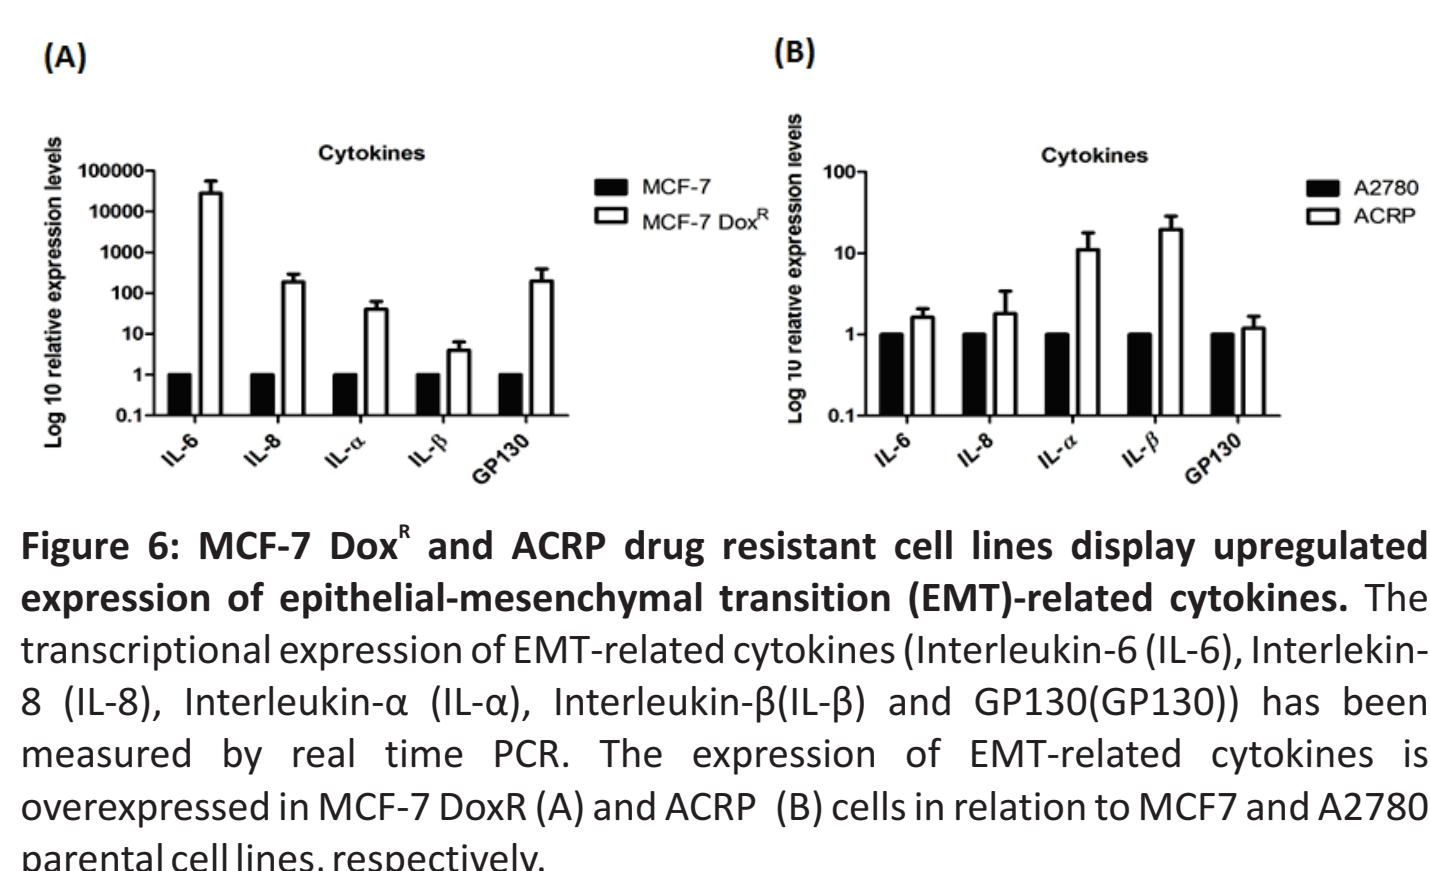 (A)
(B)
Cytokines
Log 10 relative expression levels
100000
10000
1000
100
10
1
0.1
IL-6
IL-8
IL-α
IL-β
GP130
MCF-7
MCF-7 Dox^R
Cytokines
Log 10 relative expression levels
100
10
1
0.1
IL-6
IL-8
IL-α
IL-β
GP130
A2780
ACRP
Figure 6: MCF-7 Dox^R and ACRP drug resistant cell lines display upregulated
expression of epithelial-mesenchymal transition (EMT)-related cytokines. The
transcriptional expression of EMT-related cytokines (Interleukin-6 (IL-6), Interlekin-
8 (IL-8), Interleukin-α (IL-α), Interleukin-β(IL-β) and GP130(GP130)) has been
measured by real time PCR. The expression of EMT-related cytokines is
overexpressed in MCF-7 DoxR (A) and ACRP (B) cells in relation to MCF7 and A2780
parental cell lines, respectively.